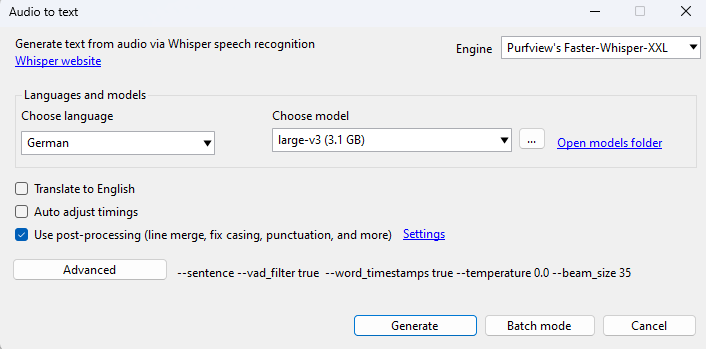 Audio to text
Generate text from audio via Whisper speech recognition
Whisper website
Engine Purfview's Faster-Whisper-XXL
Languages and models
Choose language Choose model
German large-v3 (3.1 GB) ... Open models folder
Translate to English
Auto adjust timings
Use post-processing (line merge, fix casing, punctuation, and more) Settings
Advanced --sentence --vad_filter true --word_timestamps true --temperature 0.0 --beam_size 35
Generate Batch mode Cancel